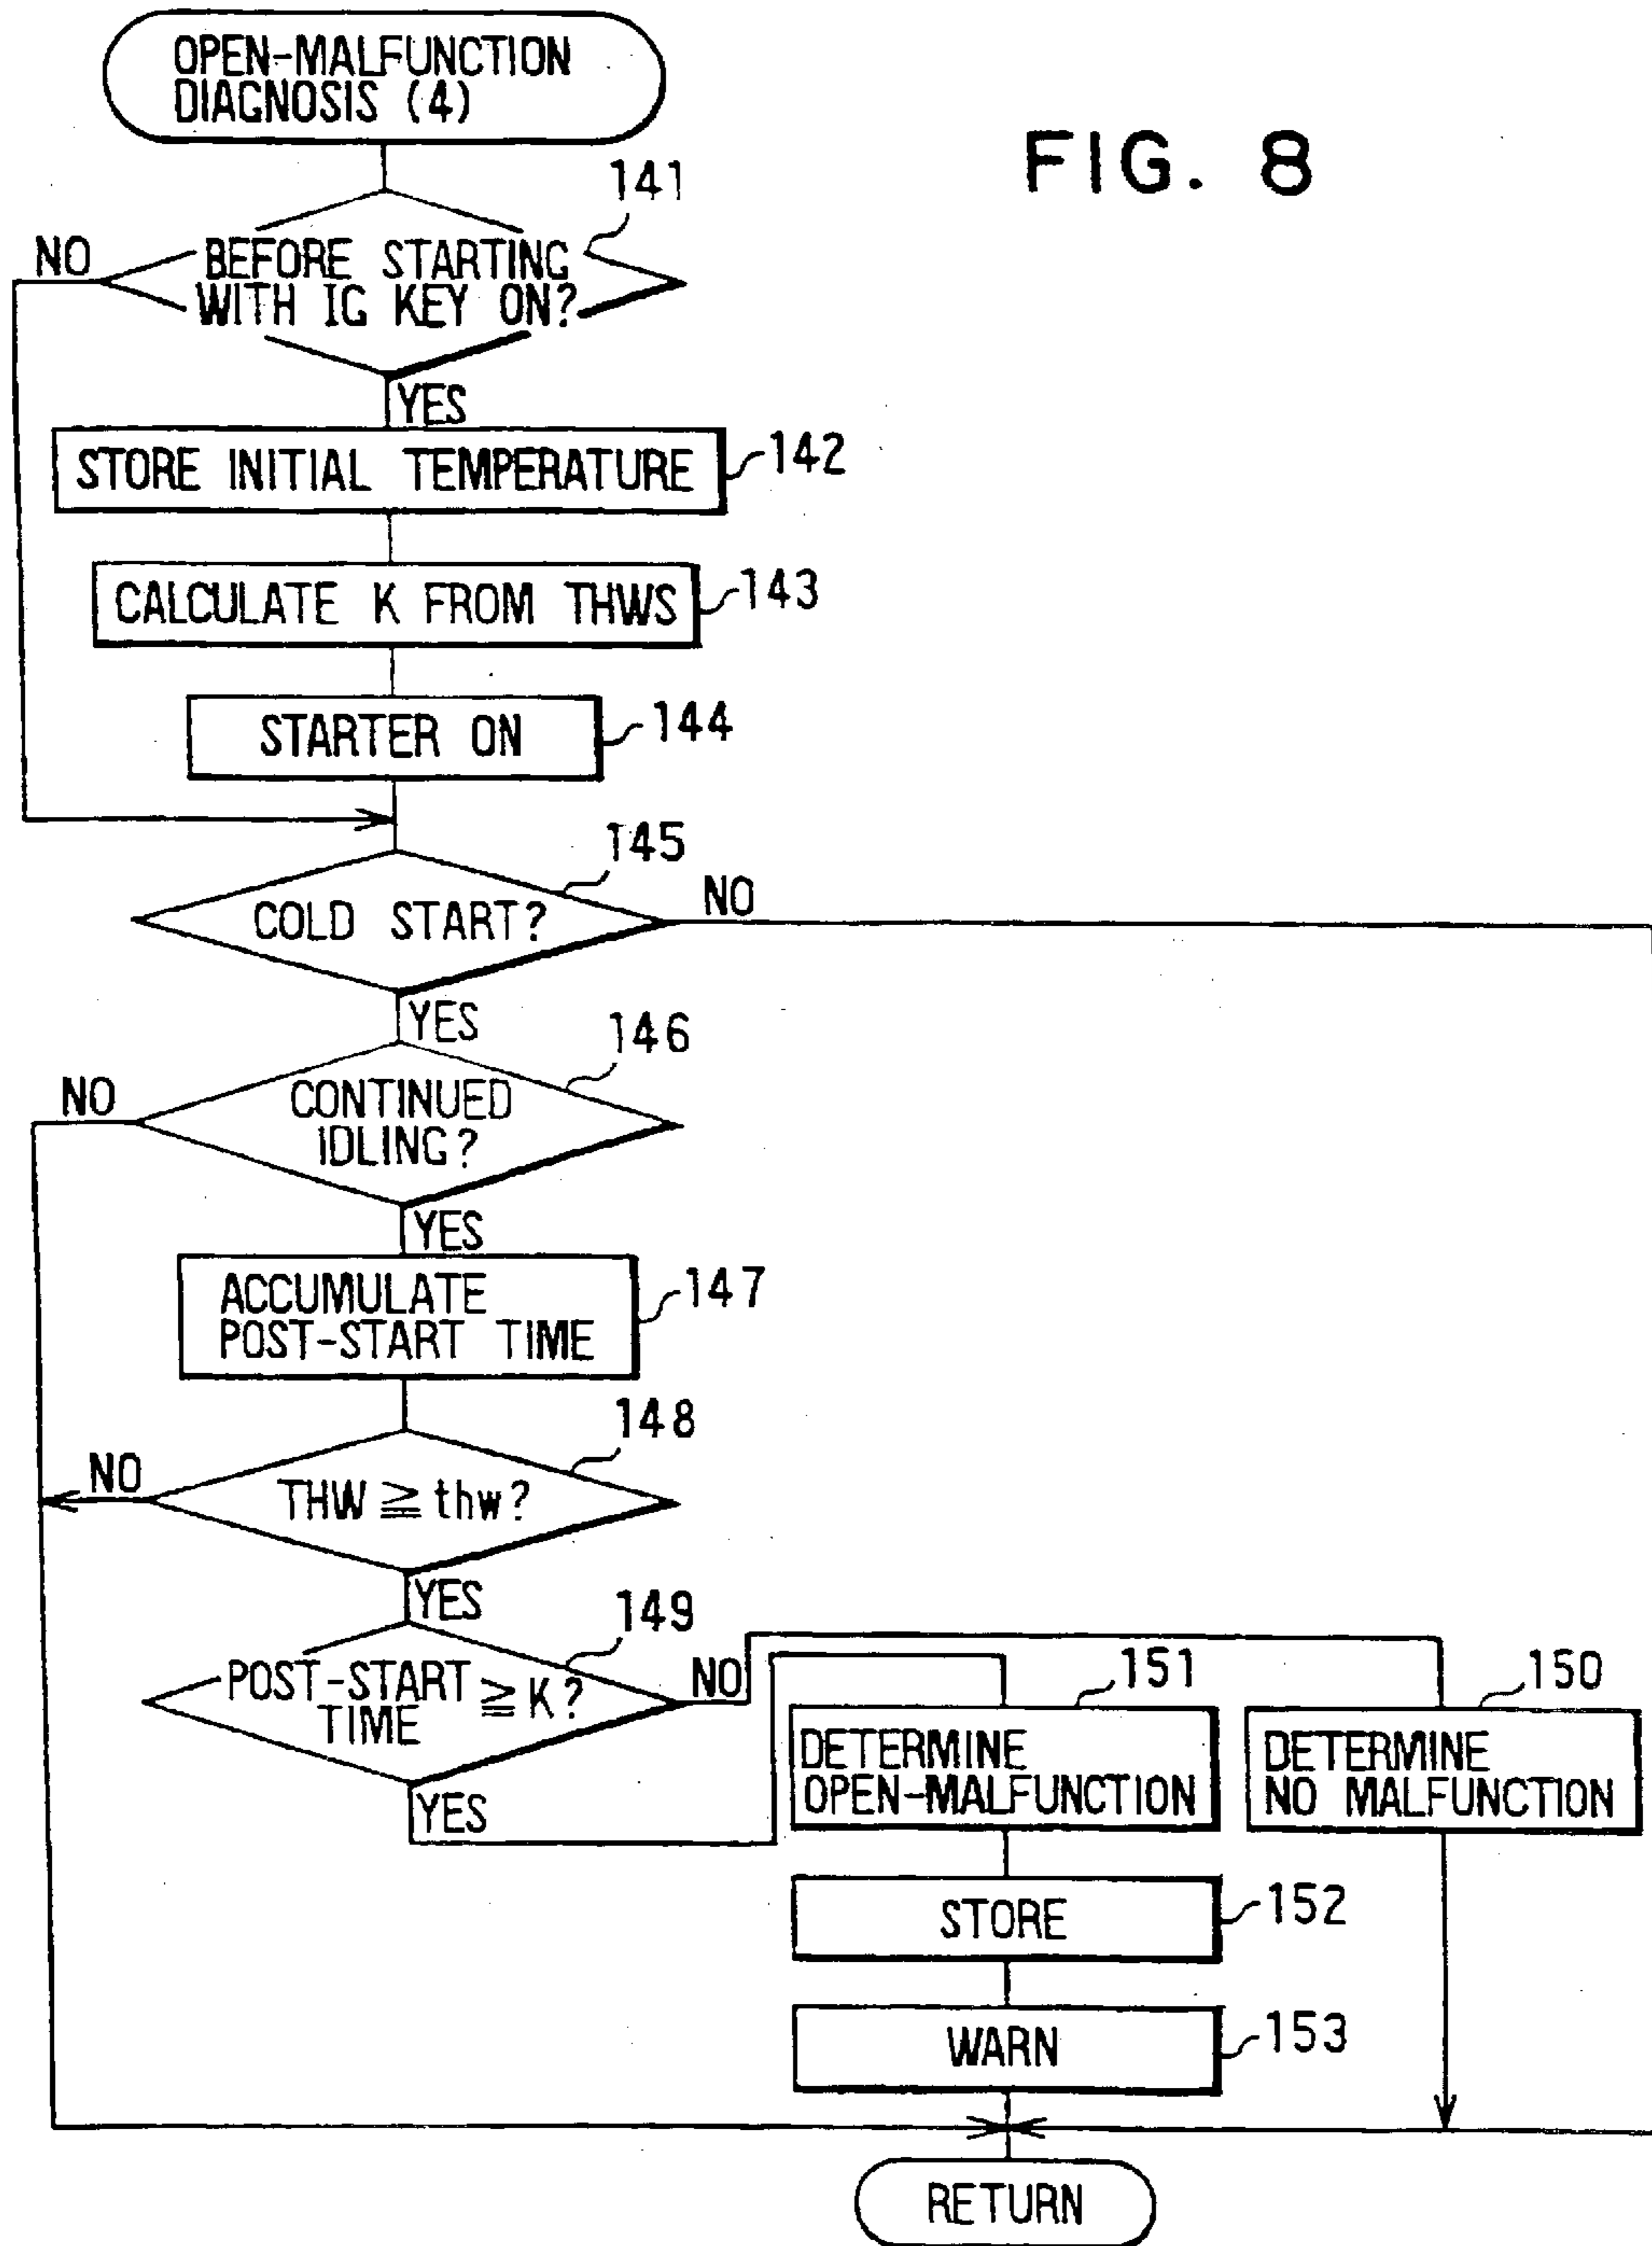 OPEN-MALFUNCTION
DIAGNOSIS (4)
FIG. 8
141
NO
BEFORE STARTING
WITH IG KEY ON?
YES
STORE INITIAL TEMPERATURE
142
CALCULATE K FROM THWS
143
STARTER ON
144
145
COLD START?
NO
YES
146
NO
CONTINUED
IDLING?
YES
ACCUMULATE
POST-START TIME
147
148
NO
THW ≧ thw?
YES
149
POST-START
TIME
≧ K?
NO
YES
151
DETERMINE
OPEN-MALFUNCTION
150
DETERMINE
NO MALFUNCTION
STORE
152
WARN
153
RETURN